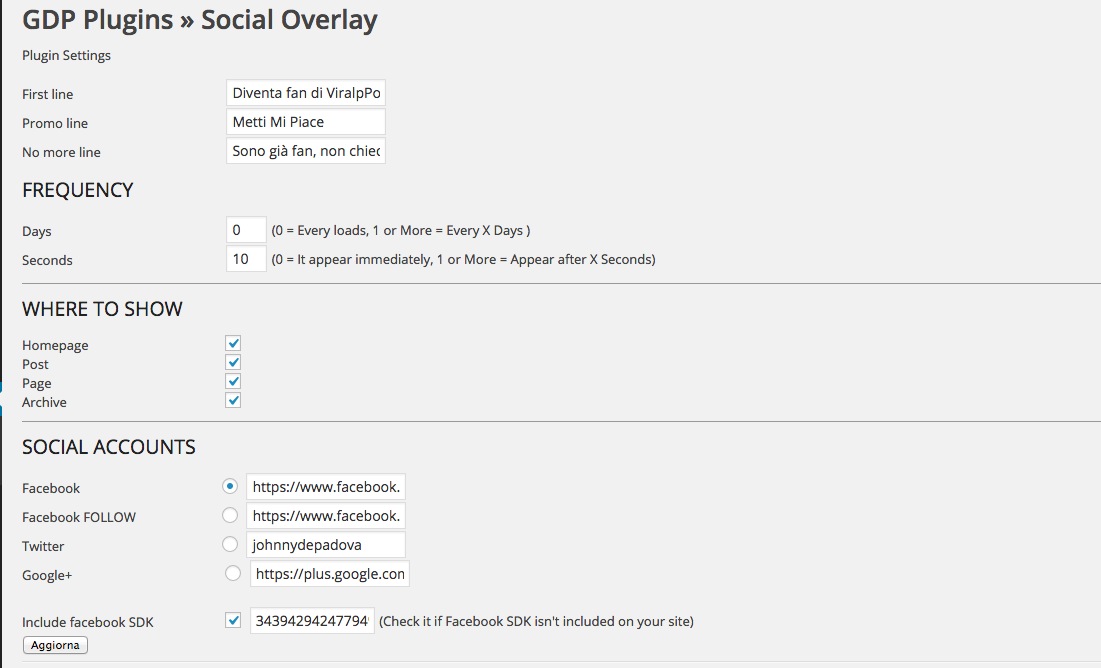 GDP Plugins » Social Overlay
Plugin Settings
First line Diventa fan di ViralpPo
Promo line Metti Mi Piace
No more line Sono già fan, non chied
FREQUENCY
Days 0 (0 = Every loads, 1 or More = Every X Days )
Seconds 10 (0 = It appear immediately, 1 or More = Appear after X Seconds)
WHERE TO SHOW
Homepage
Post
Page
Archive
SOCIAL ACCOUNTS
Facebook https://www.facebook.
Facebook FOLLOW https://www.facebook.
Twitter johnnydepadova
Google+ https://plus.google.com
Include facebook SDK 34394294247794 (Check it if Facebook SDK isn't included on your site)
Aggiorna